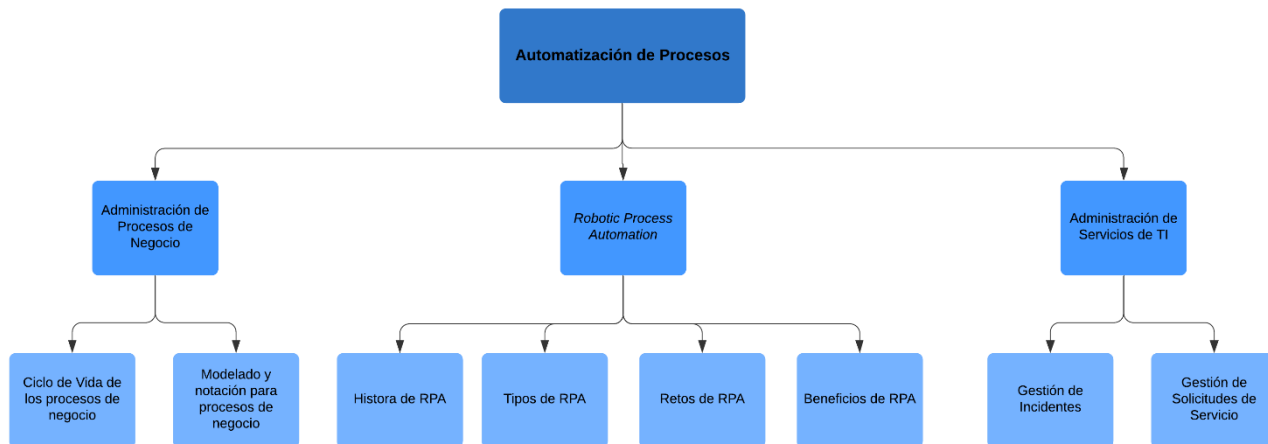 Automatización de Procesos
Administración de
Procesos de
Negocio
Robotic Process
Automation
Administración de
Servicios de TI
Ciclo de Vida de
los procesos de
negocio
Modelado y
notación para
procesos de
negocio
Histora de RPA
Tipos de RPA
Retos de RPA
Beneficios de RPA
Gestión de
Incidentes
Gestión de
Solicitudes de
Servicio